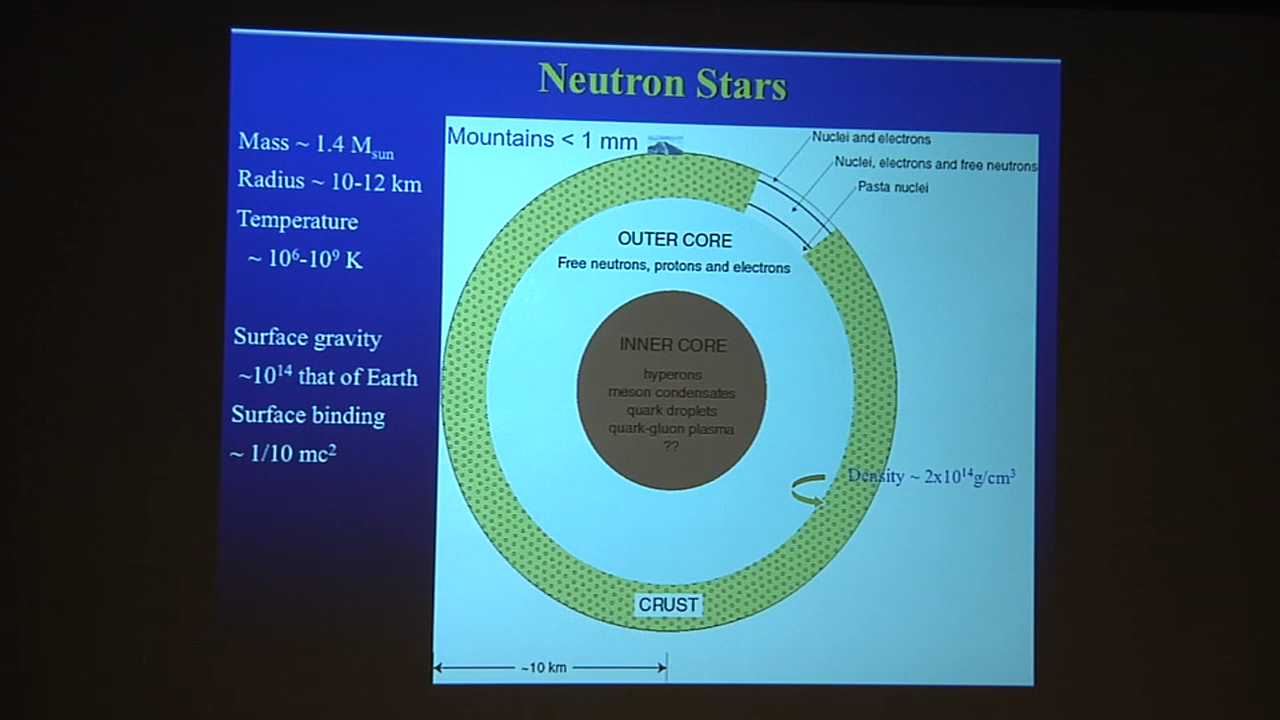 Neutron Stars
Mass ~ 1.4 Msun
Radius ~ 10-12 km
Temperature
~ 10⁶-10⁹ K
Surface gravity
~10¹⁴ that of Earth
Surface binding
~ 1/10 mc²
Mountains < 1 mm
Nuclei and electrons
Nuclei, electrons and free neutrons
Pasta nuclei
OUTER CORE
Free neutrons, protons and electrons
INNER CORE
hyperons
meson condensates
quark droplets
quark-gluon plasma
??
Density ~ 2x10¹⁴g/cm³
CRUST
~10 km